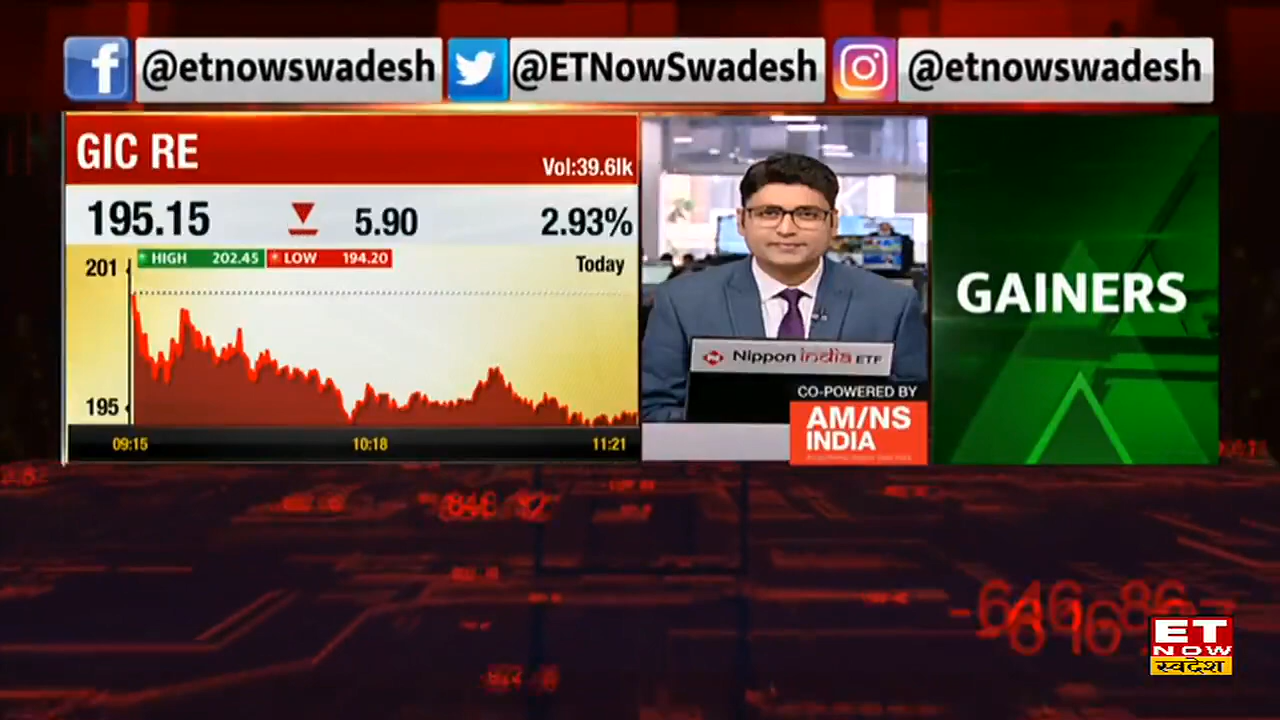 @etnowswadesh
@ETNowSwadesh
@etnowswadesh
GIC RE
Vol:39.6lk
195.15
5.90
2.93%
HIGH 202.45
LOW 194.20
Today
201
195
09:15
10:18
11:21
Nippon india ETF
CO-POWERED BY
AM/NS
INDIA
GAINERS
ET
NOW
स्वदेश